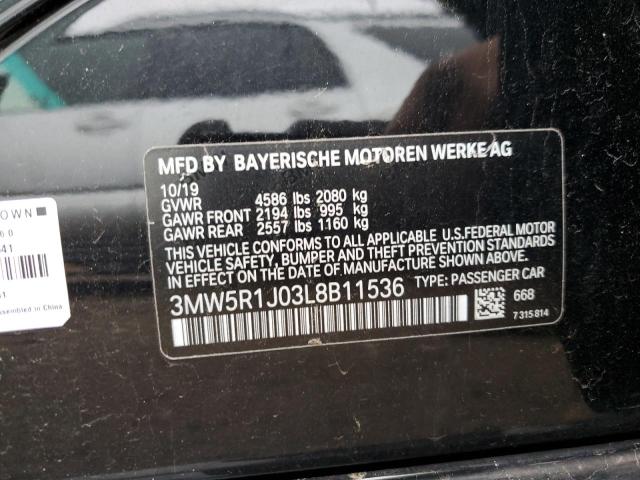 MFD BY BAYERISCHE MOTOREN WERKE AG
10/19
GVWR 4586 lbs 2080 kg
GAWR FRONT 2194 lbs 995 kg
GAWR REAR 2557 lbs 1160 kg
THIS VEHICLE CONFORMS TO ALL APPLICABLE U.S.FEDERAL MOTOR
VEHICLE SAFETY, BUMPER AND THEFT PREVENTION STANDARDS
IN EFFECT ON THE DATE OF MANUFACTURE SHOWN ABOVE.
3MW5R1J03L8B11536 TYPE: PASSENGER CAR
668
7 315 814
OWN
60
41
51
ssembled in China